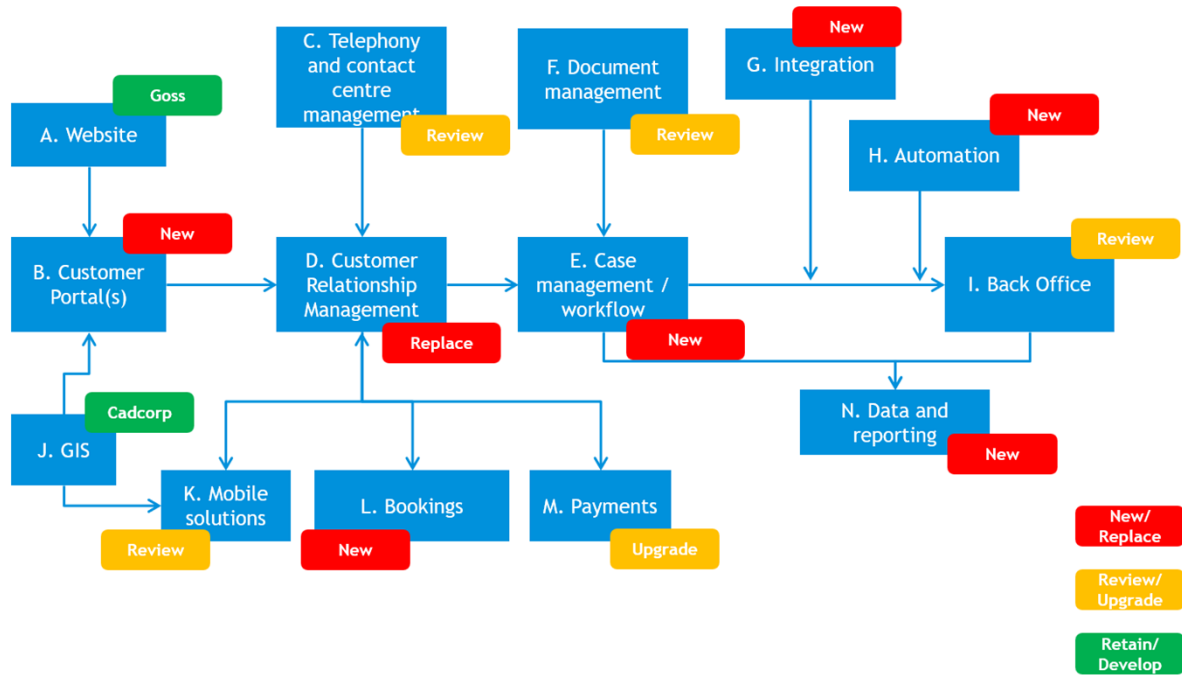 Goss
A. Website
C. Telephony
and contact
centre
management
Review
F. Document
management
Review
New
G. Integration
New
H. Automation
New
B. Customer
Portal(s)
D. Customer
Relationship
Management
Replace
E. Case
management /
workflow
New
Review
I. Back Office
Cadcorp
J. GIS
K. Mobile
solutions
Review
L. Bookings
New
M. Payments
Upgrade
N. Data and
reporting
New
New/
Replace
Review/
Upgrade
Retain/
Develop